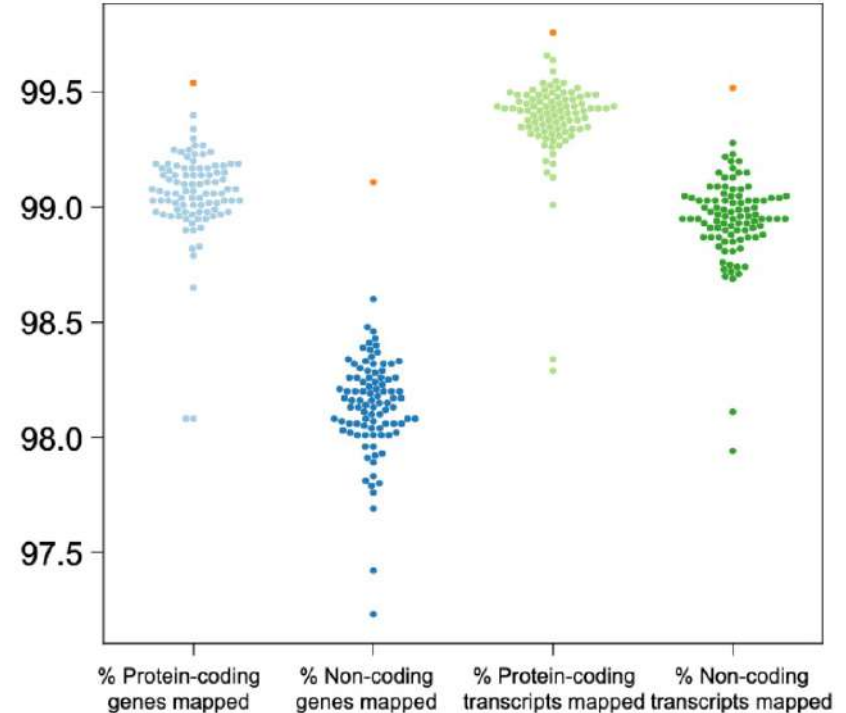 99.5
99.0
98.5
98.0
97.5
% Protein-coding genes mapped
% Non-coding genes mapped
% Protein-coding transcripts mapped
% Non-coding transcripts mapped